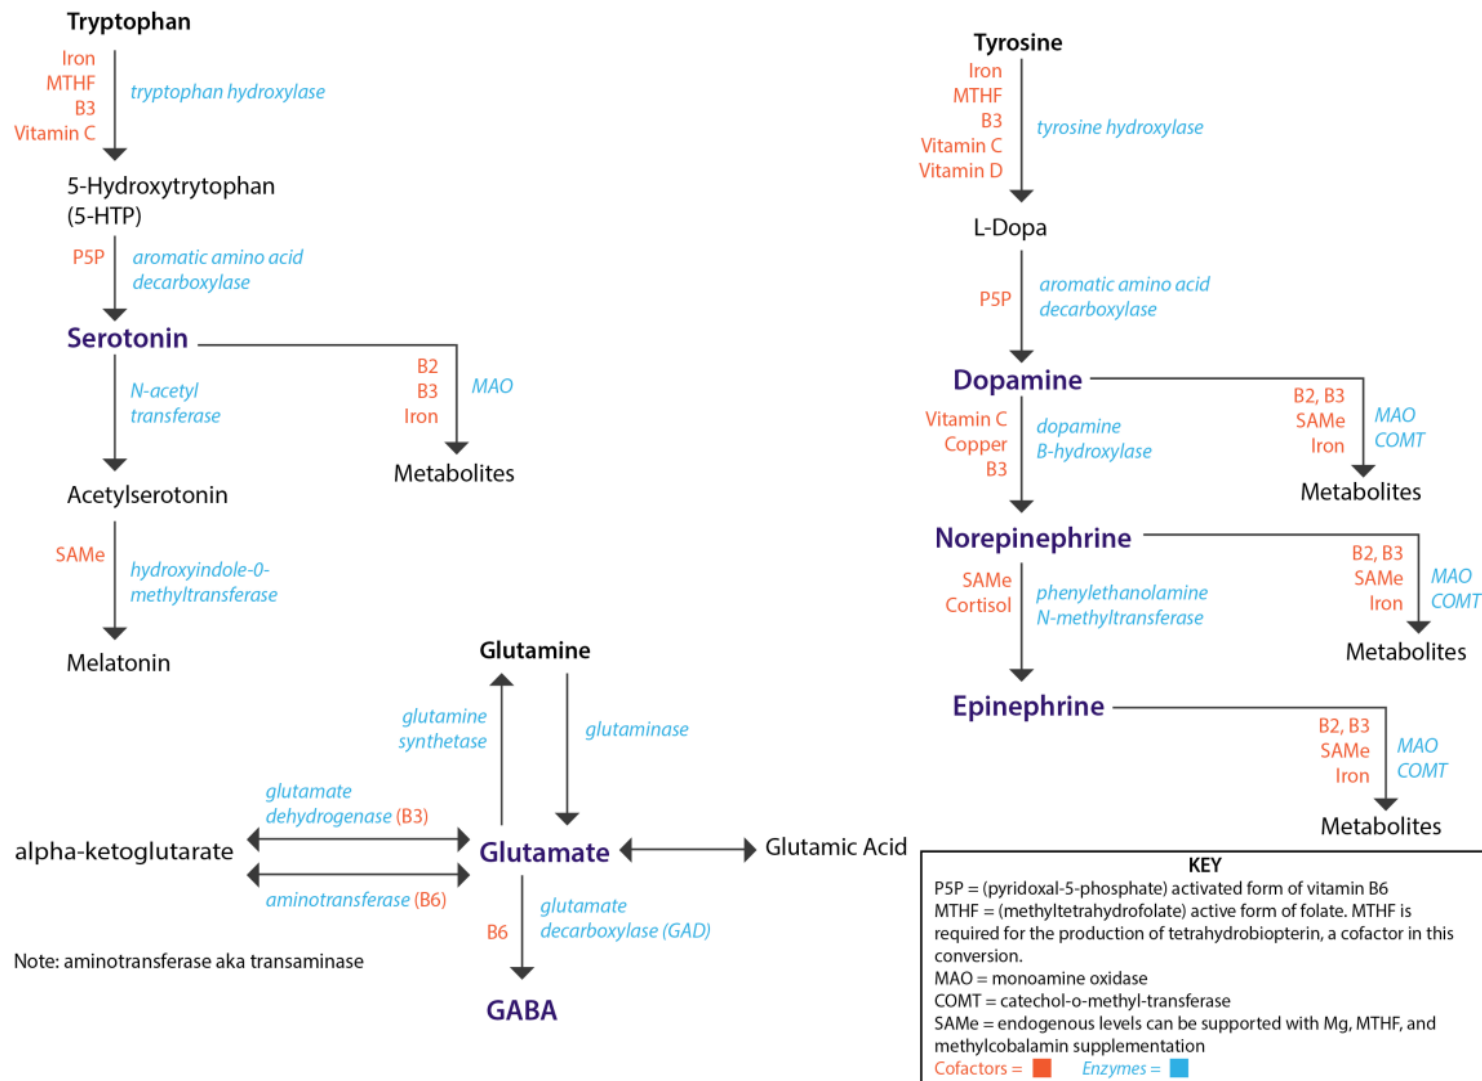 Tryptophan
Iron
MTHF
B3
Vitamin C
tryptophan hydroxylase
5-Hydroxytrytophan
(5-HTP)
P5P
aromatic amino acid
decarboxylase
Serotonin
N-acetyl
transferase
B2
B3
Iron
MAO
Metabolites
Acetylserotonin
SAMe
hydroxyindole-0-
methyltransferase
Melatonin
Tyrosine
Iron
MTHF
B3
Vitamin C
Vitamin D
tyrosine hydroxylase
L-Dopa
P5P
aromatic amino acid
decarboxylase
Dopamine
B2, B3
SAMe
Iron
MAO
COMT
Metabolites
Vitamin C
Copper
B3
dopamine
B-hydroxylase
Norepinephrine
B2, B3
SAMe
Iron
MAO
COMT
Metabolites
SAMe
Cortisol
phenylethanolamine
N-methyltransferase
Epinephrine
B2, B3
SAMe
Iron
MAO
COMT
Metabolites
Glutamine
glutamine
synthetase
glutaminase
glutamate
dehydrogenase (B3)
alpha-ketoglutarate
Glutamate
Glutamic Acid
aminotransferase (B6)
B6
glutamate
decarboxylase (GAD)
GABA
Note: aminotransferase aka transaminase
KEY
P5P = (pyridoxal-5-phosphate) activated form of vitamin B6
MTHF = (methyltetrahydrofolate) active form of folate. MTHF is
required for the production of tetrahydrobiopterin, a cofactor in this
conversion.
MAO = monoamine oxidase
COMT = catechol-o-methyl-transferase
SAMe = endogenous levels can be supported with Mg, MTHF, and
methylcobalamin supplementation
Cofactors = Enzymes =